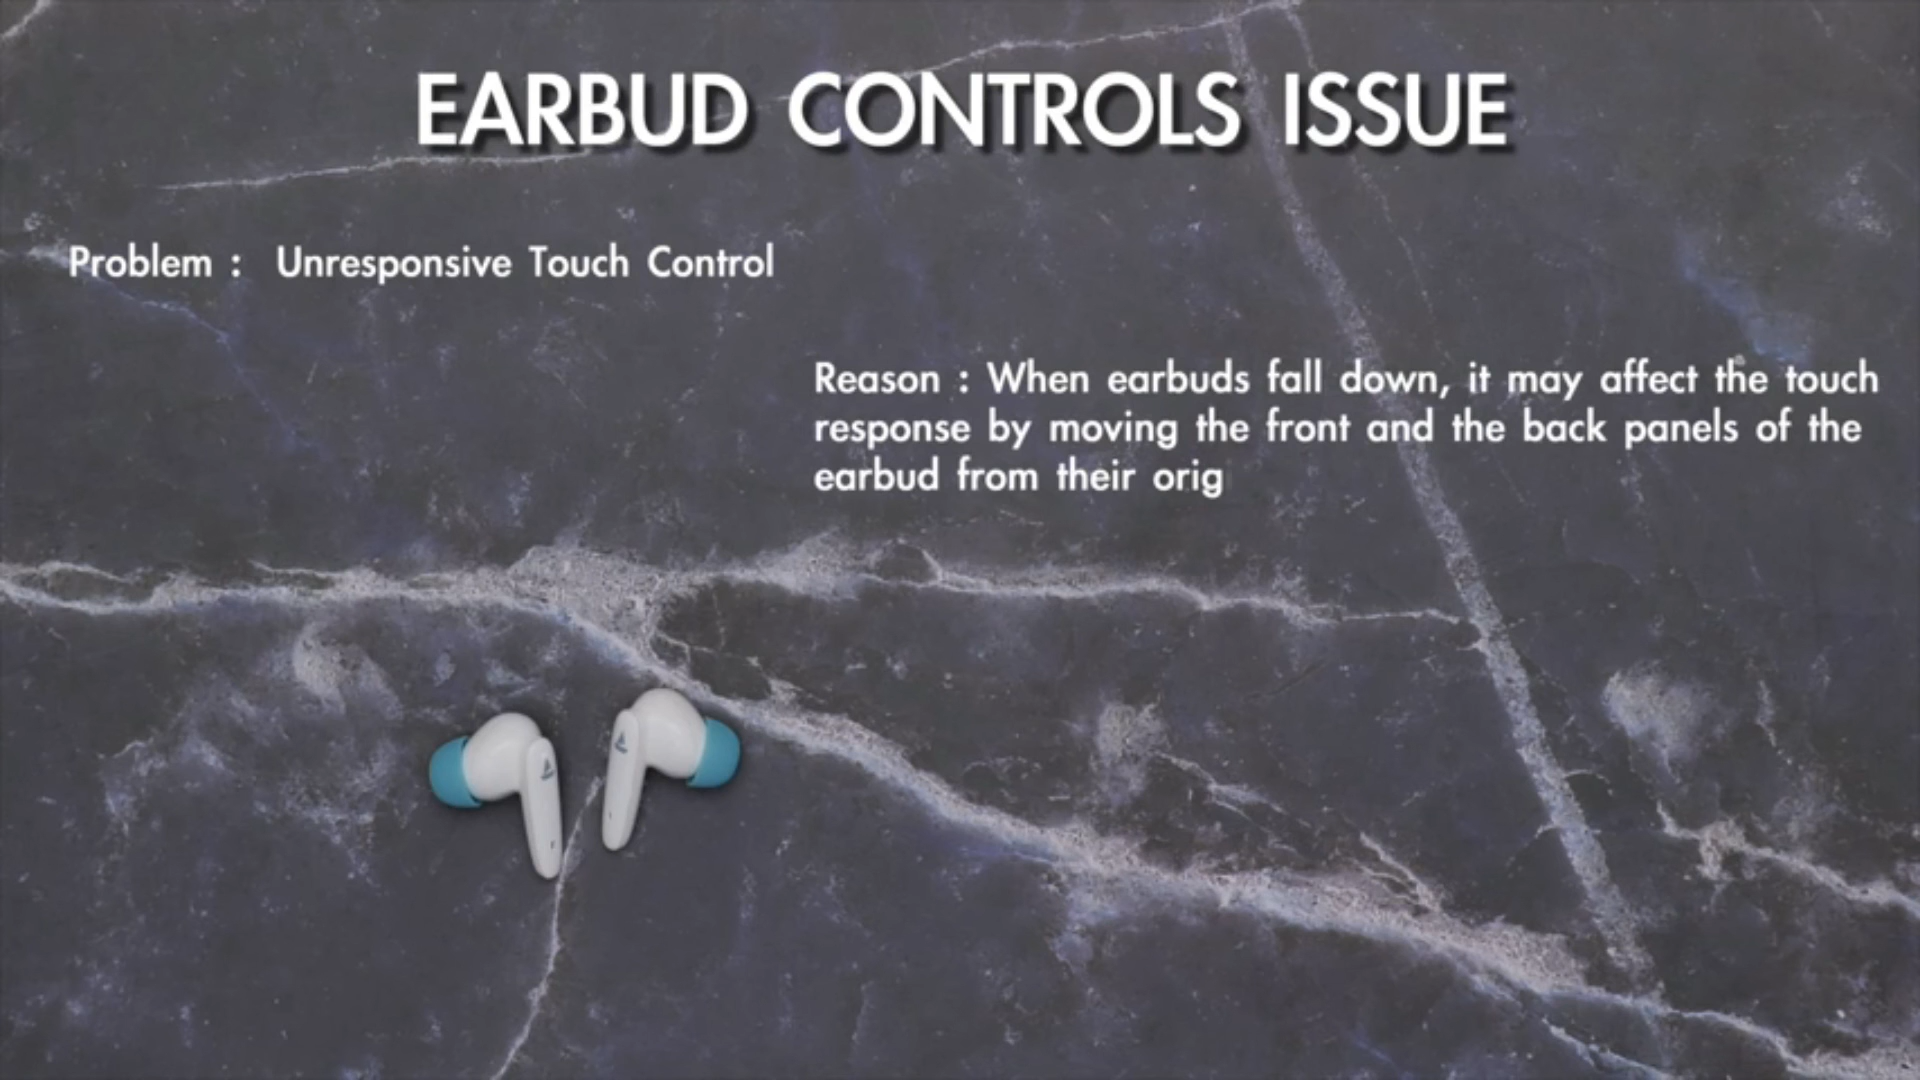 EARBUD CONTROLS ISSUE
Problem : Unresponsive Touch Control
Reason : When earbuds fall down, it may affect the touch
response by moving the front and the back panels of the
earbud from their orig